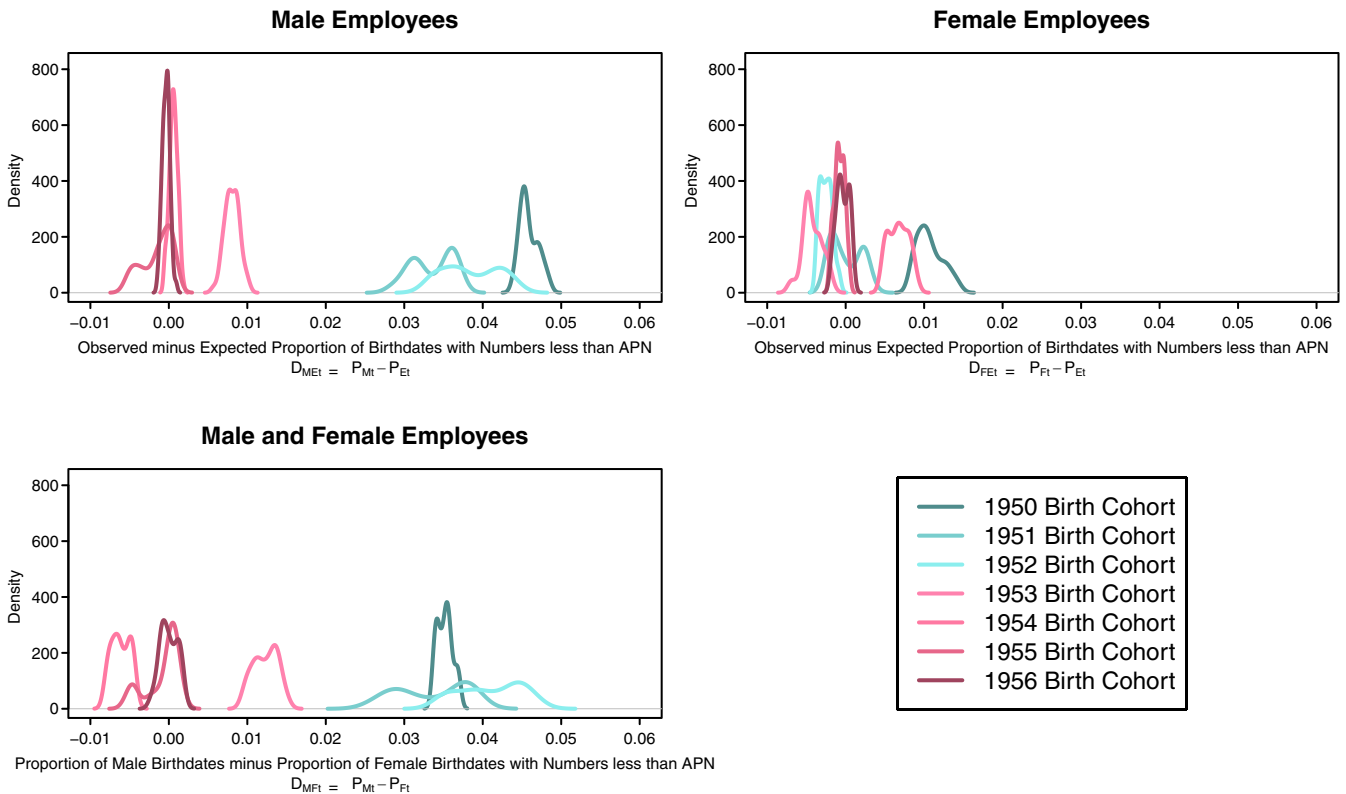 Male Employees
Density
800
600
400
200
0
−0.01 0.00 0.01 0.02 0.03 0.04 0.05 0.06
Observed minus Expected Proportion of Birthdates with Numbers less than APN
DMEt = PMt − PEt
Female Employees
Density
800
600
400
200
0
−0.01 0.00 0.01 0.02 0.03 0.04 0.05 0.06
Observed minus Expected Proportion of Birthdates with Numbers less than APN
DFEt = PFt − PEt
Male and Female Employees
Density
800
600
400
200
0
−0.01 0.00 0.01 0.02 0.03 0.04 0.05 0.06
Proportion of Male Birthdates minus Proportion of Female Birthdates with Numbers less than APN
DMFt = PMt − PFt
1950 Birth Cohort
1951 Birth Cohort
1952 Birth Cohort
1953 Birth Cohort
1954 Birth Cohort
1955 Birth Cohort
1956 Birth Cohort